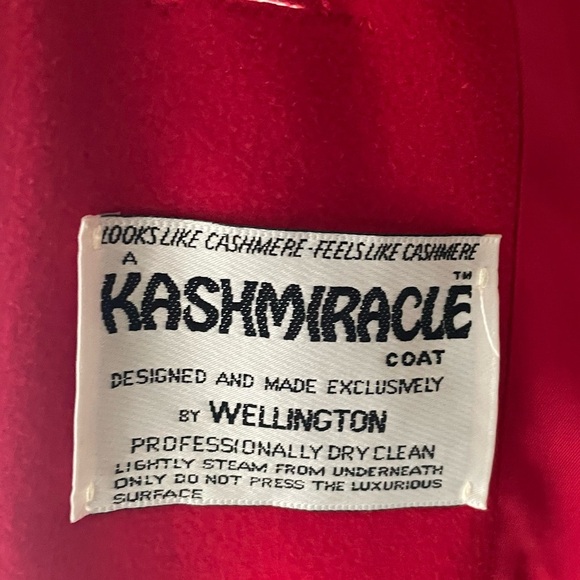 LOOKS LIKE CASHMERE-FEELS LIKE CASHMERE
A
KASHMIRACLE™
COAT
DESIGNED AND MADE EXCLUSIVELY
BY WELLINGTON
PROFESSIONALLY DRY CLEAN
LIGHTLY STEAM FROM UNDERNEATH
ONLY DO NOT PRESS THE LUXURIOUS
SURFACE